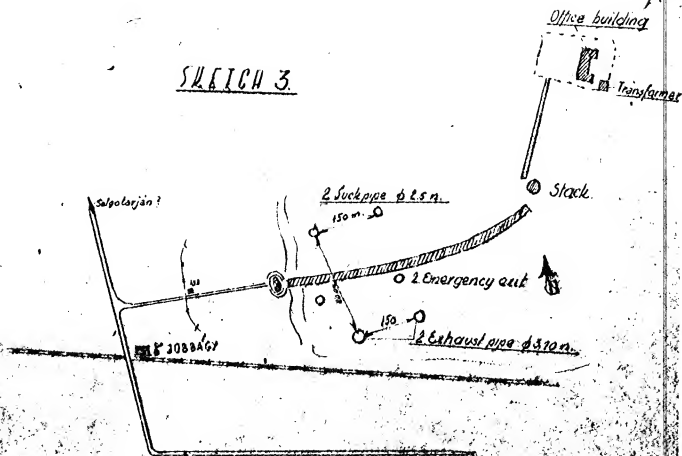 Office building
SKETCH 3.
Transformer
Stack
Salgotarján?
2 Suckpipe φ 2.5 m.
150 m.
2. Emergency exit
150
2 Exhaust pipe φ 3.70 m.
JOBBÁGY